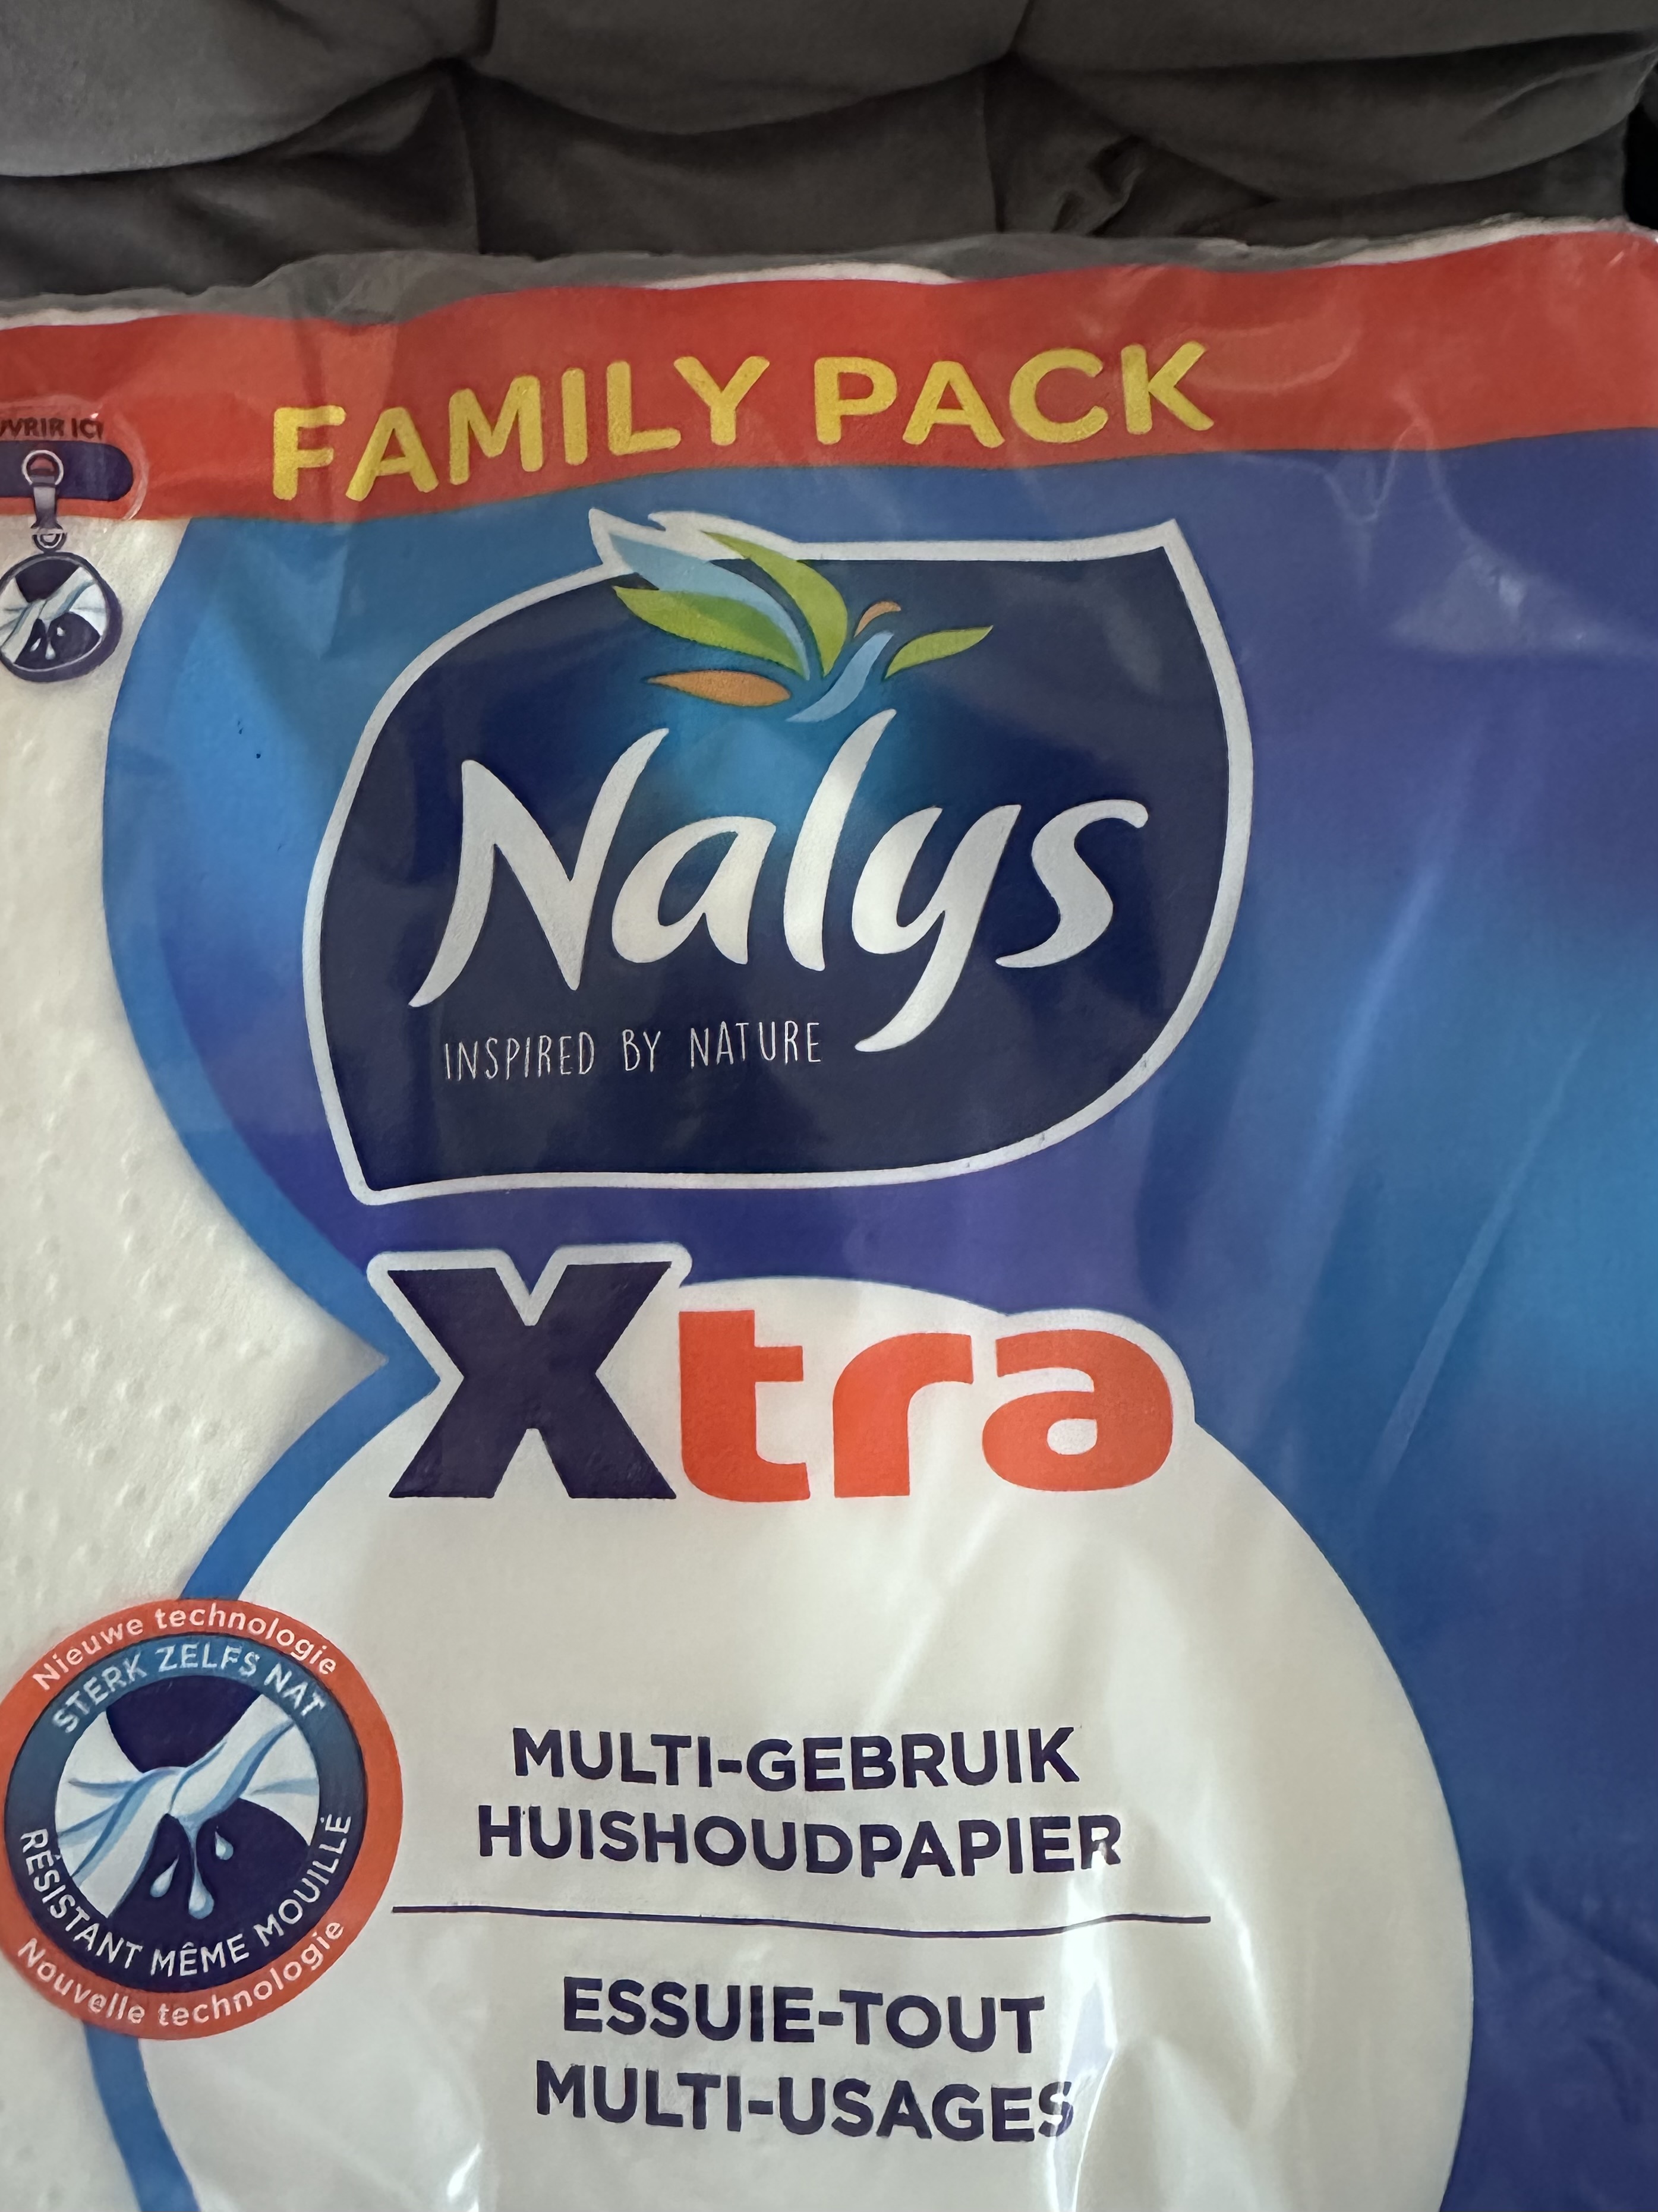 FAMILY PACK
ICI
Nalys
INSPIRED BY NATURE
Xtra
Nieuwe technologie
STERK ZELFS NAT
RÉSISTANT MÊME MOUILLÉ
Nouvelle technologie
MULTI-GEBRUIK
HUISHOUDPAPIER
ESSUIE-TOUT
MULTI-USAGES